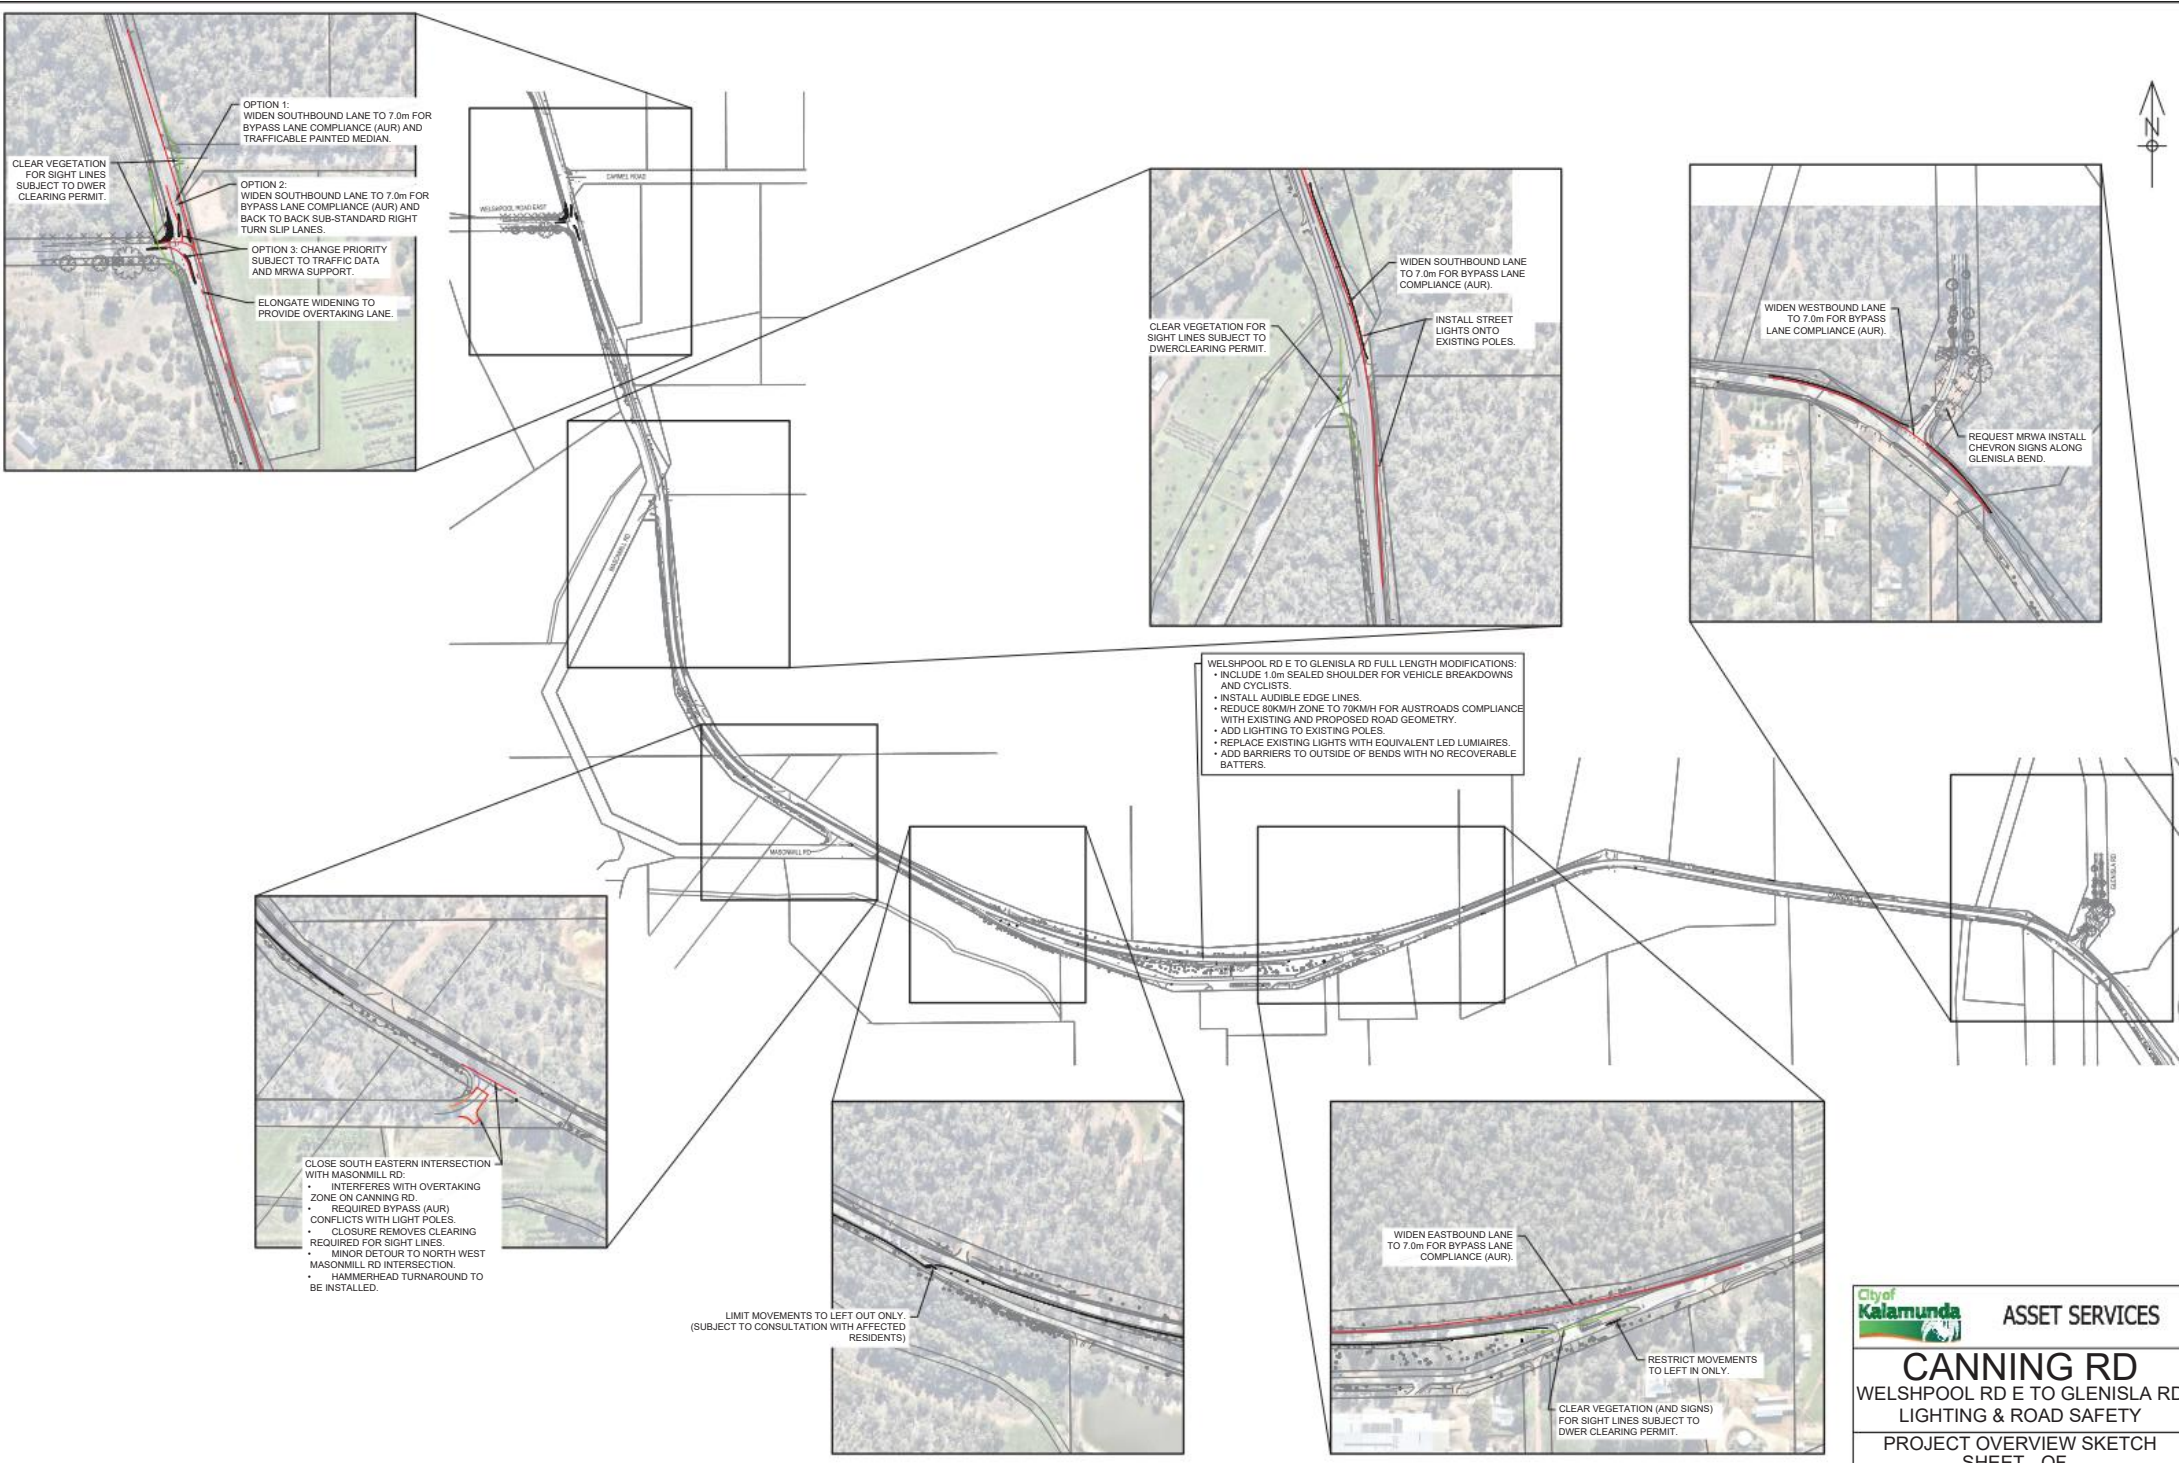 OPTION 1:
WIDEN SOUTHBOUND LANE TO 7.0m FOR
BYPASS LANE COMPLIANCE (AUR) AND
TRAFFICABLE PAINTED MEDIAN.
CLEAR VEGETATION
FOR SIGHT LINES
SUBJECT TO DWER
CLEARING PERMIT.
OPTION 2:
WIDEN SOUTHBOUND LANE TO 7.0m FOR
BYPASS LANE COMPLIANCE (AUR) AND
BACK TO BACK SUB-STANDARD RIGHT
TURN SLIP LANES.
OPTION 3: CHANGE PRIORITY
SUBJECT TO TRAFFIC DATA
AND MRWA SUPPORT.
ELONGATE WIDENING TO
PROVIDE OVERTAKING LANE.
CARMEL ROAD
WELSHPOOL ROAD EAST
MASONMILL RD
N
WIDEN SOUTHBOUND LANE
TO 7.0m FOR BYPASS LANE
COMPLIANCE (AUR).
CLEAR VEGETATION FOR
SIGHT LINES SUBJECT TO
DWERCLEARING PERMIT.
INSTALL STREET
LIGHTS ONTO
EXISTING POLES.
WIDEN WESTBOUND LANE
TO 7.0m FOR BYPASS
LANE COMPLIANCE (AUR).
REQUEST MRWA INSTALL
CHEVRON SIGNS ALONG
GLENISLA BEND.
WELSHPOOL RD E TO GLENISLA RD FULL LENGTH MODIFICATIONS:
• INCLUDE 1.0m SEALED SHOULDER FOR VEHICLE BREAKDOWNS
AND CYCLISTS.
• INSTALL AUDIBLE EDGE LINES.
• REDUCE 80KM/H ZONE TO 70KM/H FOR AUSTROADS COMPLIANCE
WITH EXISTING AND PROPOSED ROAD GEOMETRY.
• ADD LIGHTING TO EXISTING POLES.
• REPLACE EXISTING LIGHTS WITH EQUIVALENT LED LUMIAIRES.
• ADD BARRIERS TO OUTSIDE OF BENDS WITH NO RECOVERABLE
BATTERS.
MASONMILL RD
GLENISLA RD
CLOSE SOUTH EASTERN INTERSECTION
WITH MASONMILL RD:
• INTERFERES WITH OVERTAKING
ZONE ON CANNING RD.
• REQUIRED BYPASS (AUR)
CONFLICTS WITH LIGHT POLES.
• CLOSURE REMOVES CLEARING
REQUIRED FOR SIGHT LINES.
• MINOR DETOUR TO NORTH WEST
MASONMILL RD INTERSECTION.
• HAMMERHEAD TURNAROUND TO
BE INSTALLED.
LIMIT MOVEMENTS TO LEFT OUT ONLY.
(SUBJECT TO CONSULTATION WITH AFFECTED
RESIDENTS)
WIDEN EASTBOUND LANE
TO 7.0m FOR BYPASS LANE
COMPLIANCE (AUR).
RESTRICT MOVEMENTS
TO LEFT IN ONLY.
CLEAR VEGETATION (AND SIGNS)
FOR SIGHT LINES SUBJECT TO
DWER CLEARING PERMIT.
City of
Kalamunda
ASSET SERVICES
CANNING RD
WELSHPOOL RD E TO GLENISLA RD
LIGHTING & ROAD SAFETY
PROJECT OVERVIEW SKETCH
SHEET OF